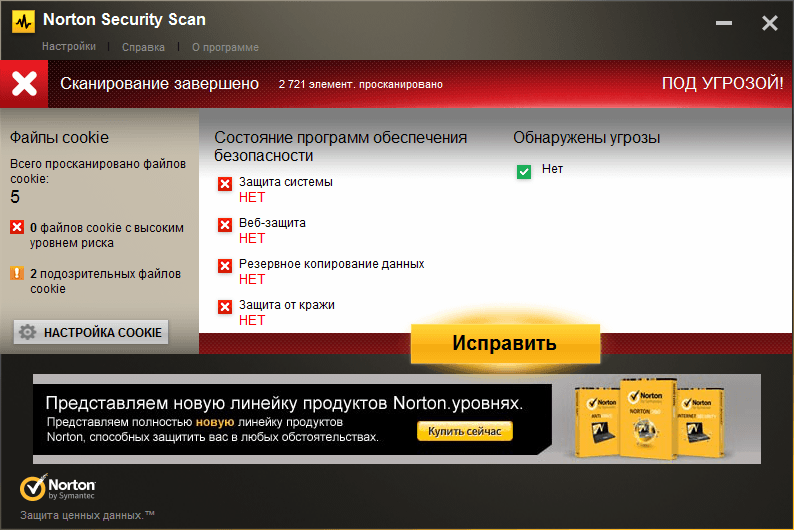 Norton Security Scan
Настройки | Справка | О программе
Сканирование завершено 2 721 элемент. просканировано ПОД УГРОЗОЙ!
Файлы cookie
Всего просканировано файлов
cookie:
5
0 файлов cookie с высоким
уровнем риска
2 подозрительных файлов
cookie
НАСТРОЙКА COOKIE
Состояние программ обеспечения
безопасности
Защита системы
НЕТ
Веб-защита
НЕТ
Резервное копирование данных
НЕТ
Защита от кражи
НЕТ
Обнаружены угрозы
Нет
Исправить
Представляем новую линейку продуктов Norton.уровнях.
Представляем полностью новую линейку продуктов
Norton, способных защитить вас в любых обстоятельствах.
Купить сейчас
Norton
ANTIVIRUS
Norton
NORTON 360
Norton
INTERNET SECURITY
Norton
by Symantec
Защита ценных данных.™